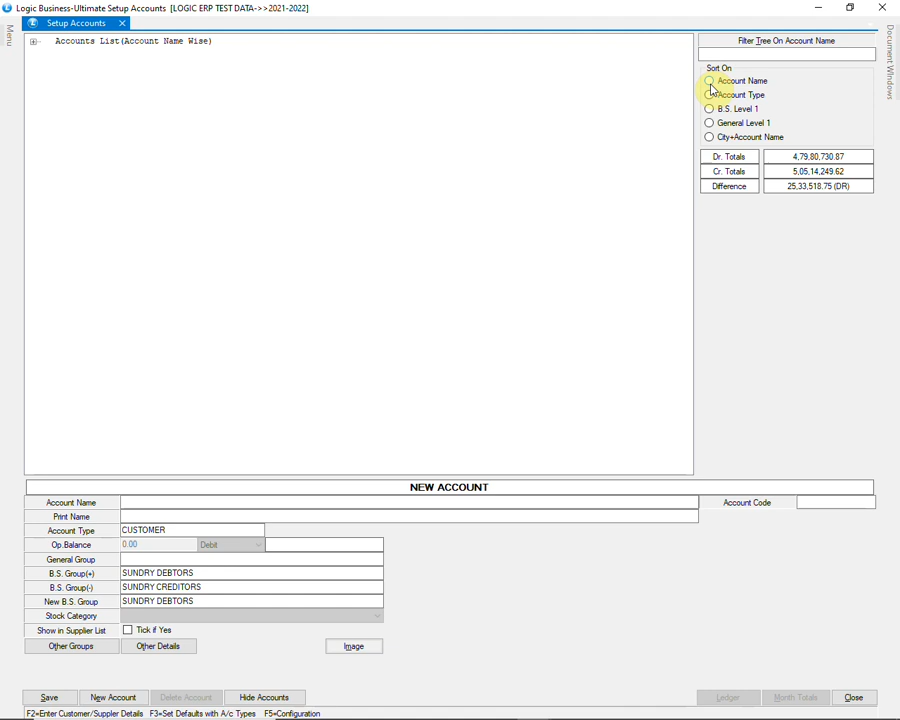 Logic Business-Ultimate Setup Accounts [LOGIC ERP TEST DATA->>2021-2022]
Menu
Setup Accounts
Document Windows
Accounts List(Account Name Wise)
Filter Tree On Account Name
Sort On
Account Name
Account Type
B.S. Level 1
General Level 1
City+Account Name
Dr. Totals 4,79,80,730.87
Cr. Totals 5,05,14,249.62
Difference 25,33,518.75 (DR)
NEW ACCOUNT
Account Name Account Code
Print Name
Account Type CUSTOMER
Op.Balance 0.00 Debit
General Group
B.S. Group(+) SUNDRY DEBTORS
B.S. Group(-) SUNDRY CREDITORS
New B.S. Group SUNDRY DEBTORS
Stock Category
Show in Supplier List Tick if Yes
Other Groups Other Details Image
Save New Account Delete Account Hide Accounts Ledger Month Totals Close
F2=Enter Customer/Suppler Details F3=Set Defaults with A/c Types F5=Configuration